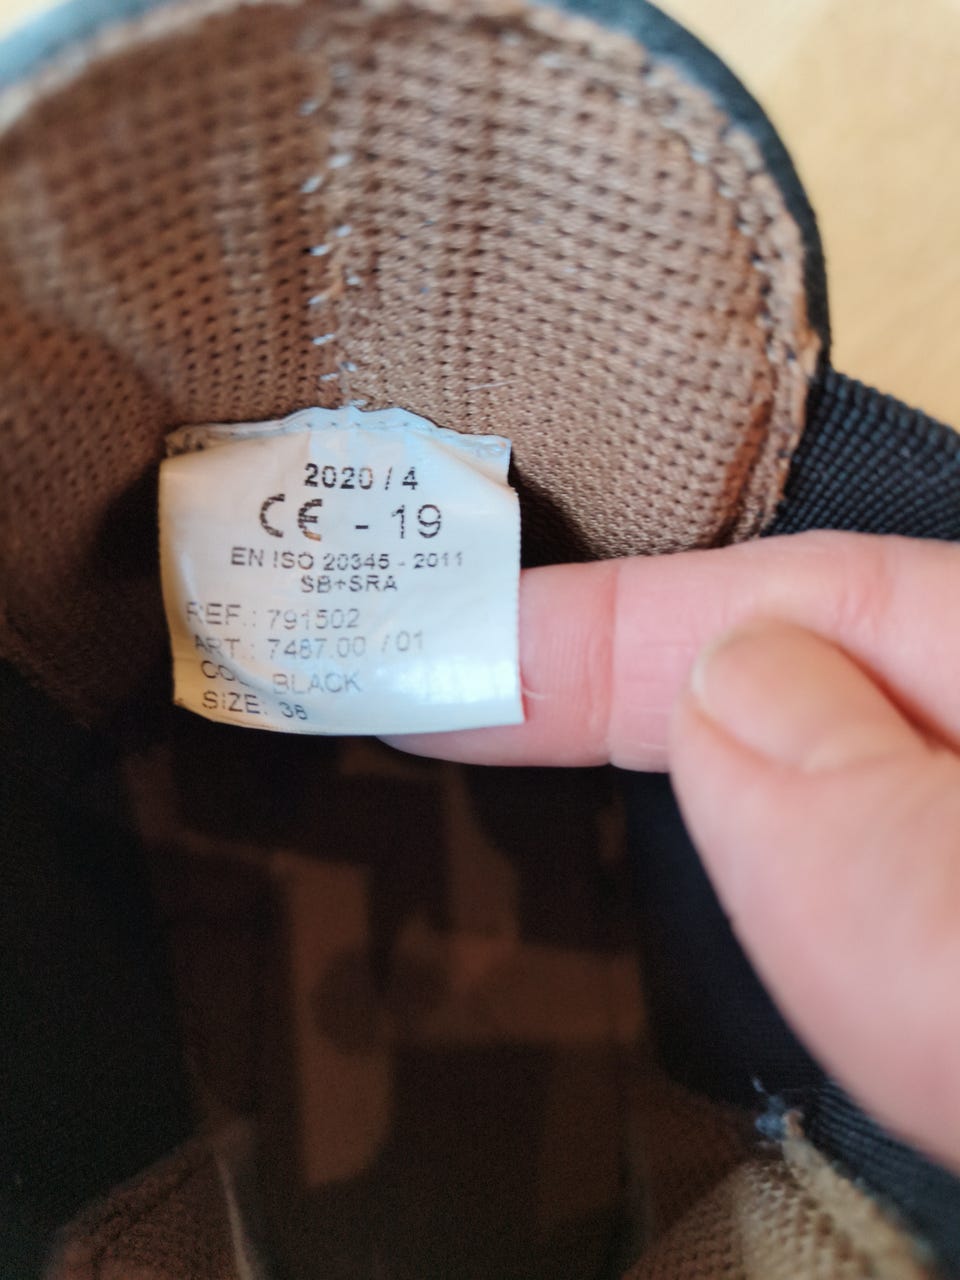 2020 / 4
CE - 19
EN ISO 20345 - 2011
SB+SRA
REF.: 791502
ART.: 7487.00 / 01
COL. BLACK
SIZE: 38